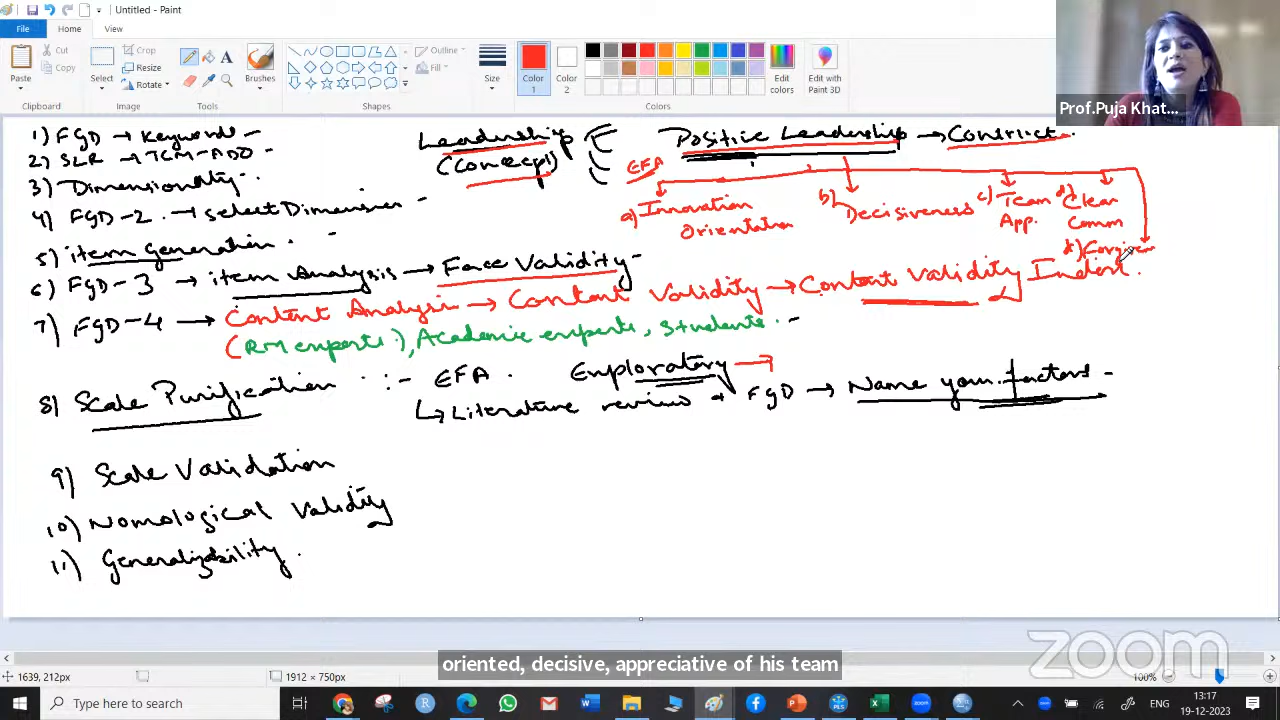 Untitled - Paint
File
Home
View
Paste
Cut
Copy
Clipboard
Select
Crop
Resize
Rotate
Image
Tools
Brushes
Shapes
Outline
Fill
Size
Color 1
Color 2
Colors
Edit colors
Edit with Paint 3D
Prof.Puja Khat...
1) FGD → Keywords -
2) SLR → TCM-ADO -
3) Dimensionality -
4) FGD-2 → Select Dimension -
5) item generation . -
6) FGD-3 → item Analysis → Face Validity -
7) FGD-4 → Content Analysis → Content Validity → Content Validity
(RM experts), Academic experts, Students. -
8) Scale Purification :- EFA . Exploratory →
↳ Literature review + FGD → Name your factors -
9) Scale Validation
10) Nomological Validity
11) Generalizability .
Leadership
(Concept)
Positive Leadership → Construct .
EFA
a) Innovation Orientation
b) Decisiveness
c) Team App.
d) Clear Comm
oriented, decisive, appreciative of his team
zoom
1639, 212px
1912 × 750px
100%
Type here to search
ENG
13:17
19-12-2023